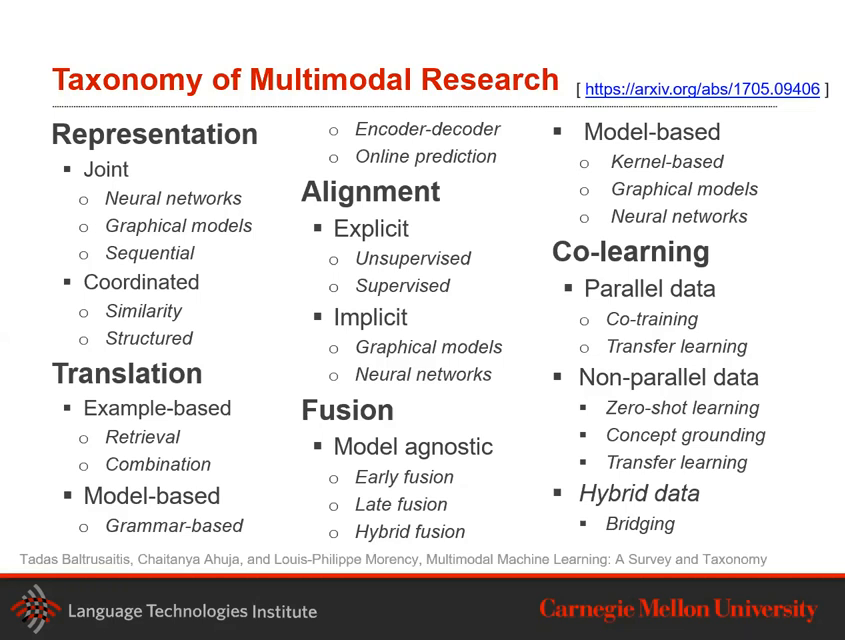 Taxonomy of Multimodal Research [ https://arxiv.org/abs/1705.09406 ]
Representation
▪ Joint
o Neural networks
o Graphical models
o Sequential
▪ Coordinated
o Similarity
o Structured
Translation
▪ Example-based
o Retrieval
o Combination
▪ Model-based
o Grammar-based
o Encoder-decoder
o Online prediction
Alignment
▪ Explicit
o Unsupervised
o Supervised
▪ Implicit
o Graphical models
o Neural networks
Fusion
▪ Model agnostic
o Early fusion
o Late fusion
o Hybrid fusion
▪ Model-based
o Kernel-based
o Graphical models
o Neural networks
Co-learning
▪ Parallel data
o Co-training
o Transfer learning
▪ Non-parallel data
▪ Zero-shot learning
▪ Concept grounding
▪ Transfer learning
▪ Hybrid data
▪ Bridging
Tadas Baltrusaitis, Chaitanya Ahuja, and Louis-Philippe Morency, Multimodal Machine Learning: A Survey and Taxonomy
Language Technologies Institute
Carnegie Mellon University